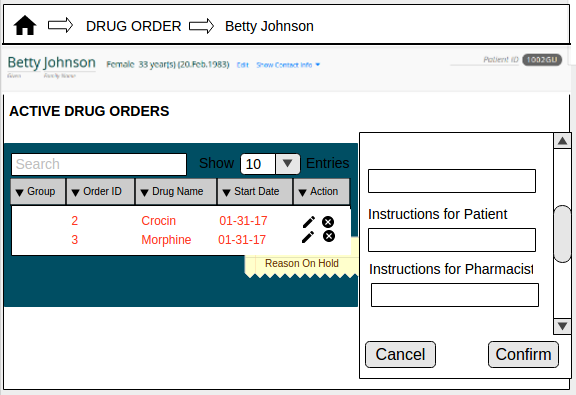 DRUG ORDER Betty Johnson
Betty Johnson Female 33 year(s) (20.Feb.1983) Edit Show Contact Info Patient ID 1002GU
Given Family Name
ACTIVE DRUG ORDERS
Search Show 10 Entries
Group Order ID Drug Name Start Date Action
2 Crocin 01-31-17
3 Morphine 01-31-17
Reason On Hold
Instructions for Patient
Instructions for Pharmacist
Cancel Confirm